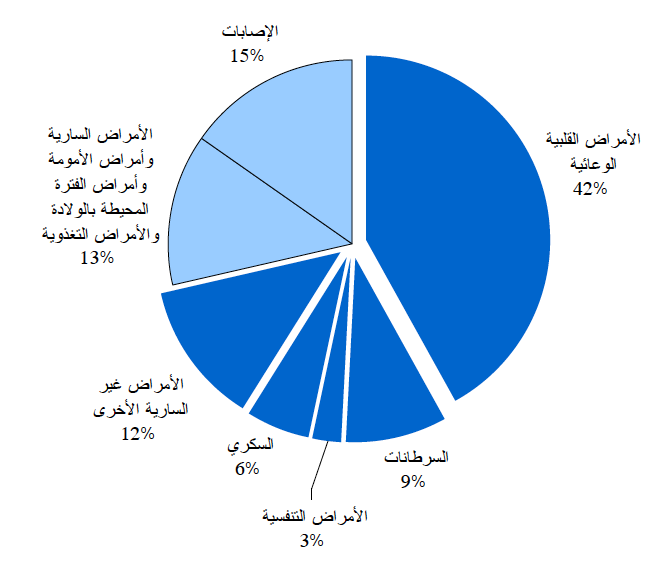 الإصابات
15%
الأمراض القلبية
الوعائية
42%
الأمراض السارية
وأمراض الأمومة
وأمراض الفترة
المحيطة بالولادة
والأمراض التغذوية
13%
الأمراض غير
السارية الأخرى
12%
السكري
6%
السرطانات
9%
الأمراض التنفسية
3%